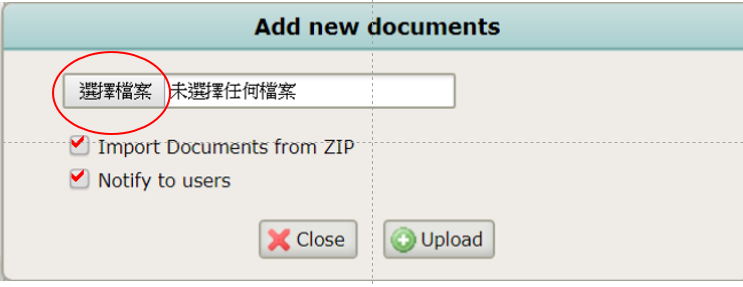 Add new documents
選擇檔案 未選擇任何檔案
Import Documents from ZIP
Notify to users
Close Upload